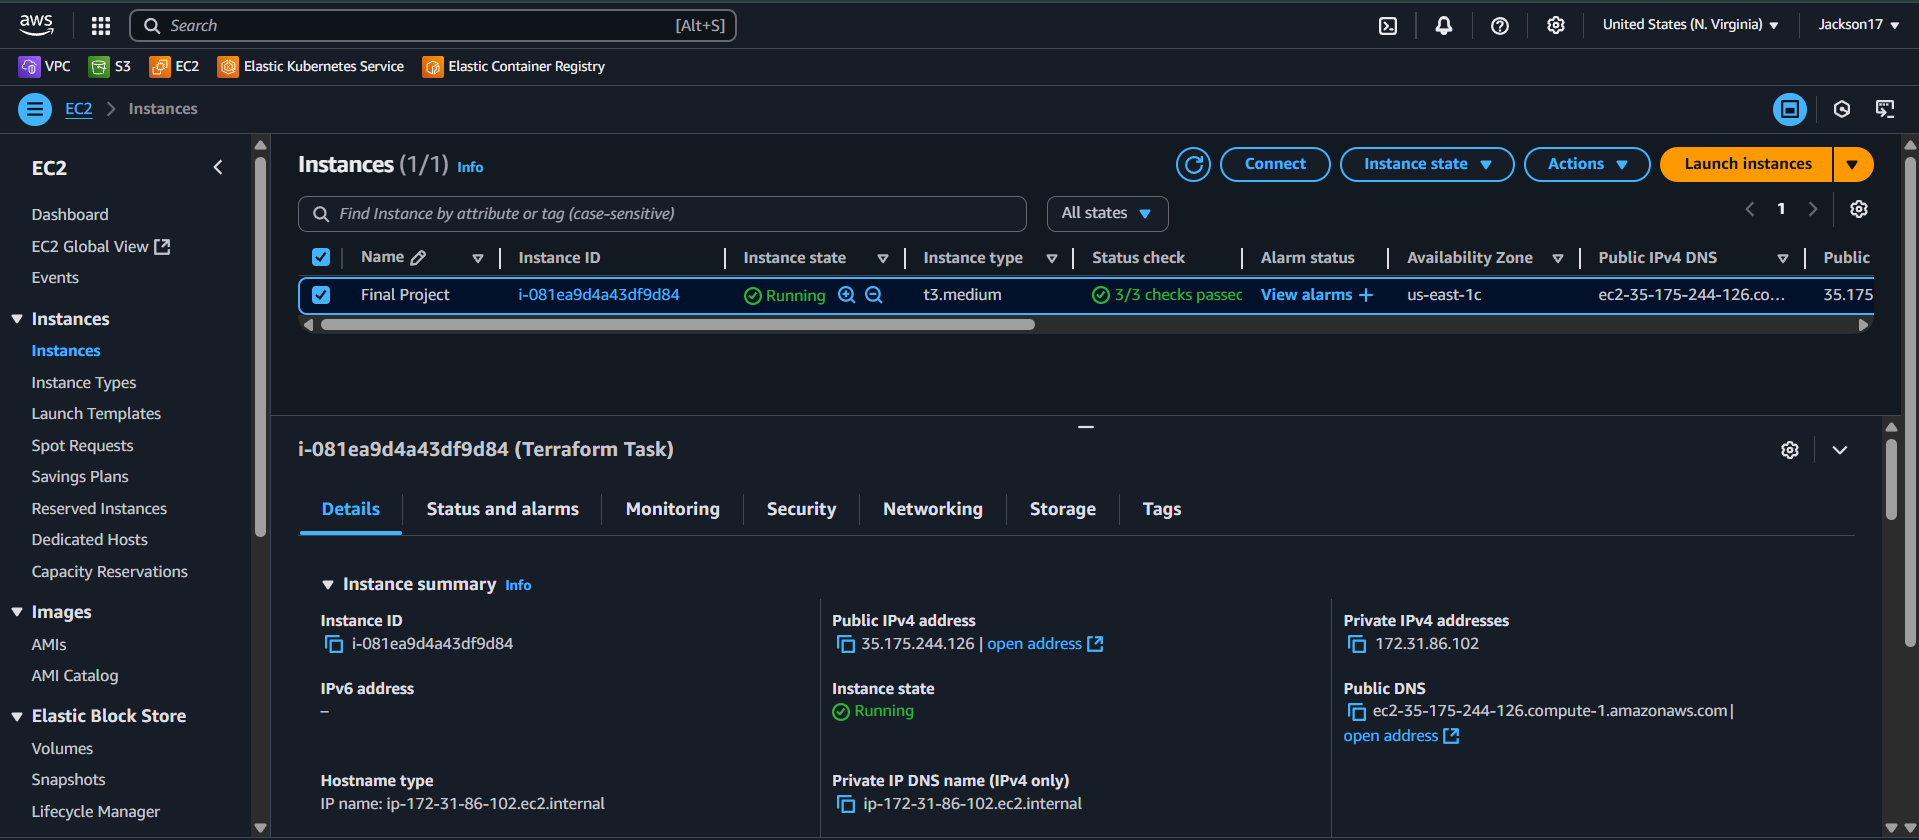 aws Search [Alt+S] United States (N. Virginia) Jackson17
VPC S3 EC2 Elastic Kubernetes Service Elastic Container Registry
EC2 Instances
EC2
Dashboard
EC2 Global View
Events
Instances
Instances
Instance Types
Launch Templates
Spot Requests
Savings Plans
Reserved Instances
Dedicated Hosts
Capacity Reservations
Images
AMIs
AMI Catalog
Elastic Block Store
Volumes
Snapshots
Lifecycle Manager
Instances (1/1) Info Connect Instance state Actions Launch instances
Find Instance by attribute or tag (case-sensitive) All states 1
Name Instance ID Instance state Instance type Status check Alarm status Availability Zone Public IPv4 DNS Public
Final Project i-081ea9d4a43df9d84 Running t3.medium 3/3 checks passed View alarms + us-east-1c ec2-35-175-244-126.co... 35.175
i-081ea9d4a43df9d84 (Terraform Task)
Details Status and alarms Monitoring Security Networking Storage Tags
Instance summary Info
Instance ID
i-081ea9d4a43df9d84
Public IPv4 address
35.175.244.126 | open address
Private IPv4 addresses
172.31.86.102
IPv6 address
–
Instance state
Running
Public DNS
ec2-35-175-244-126.compute-1.amazonaws.com |
open address
Hostname type
IP name: ip-172-31-86-102.ec2.internal
Private IP DNS name (IPv4 only)
ip-172-31-86-102.ec2.internal